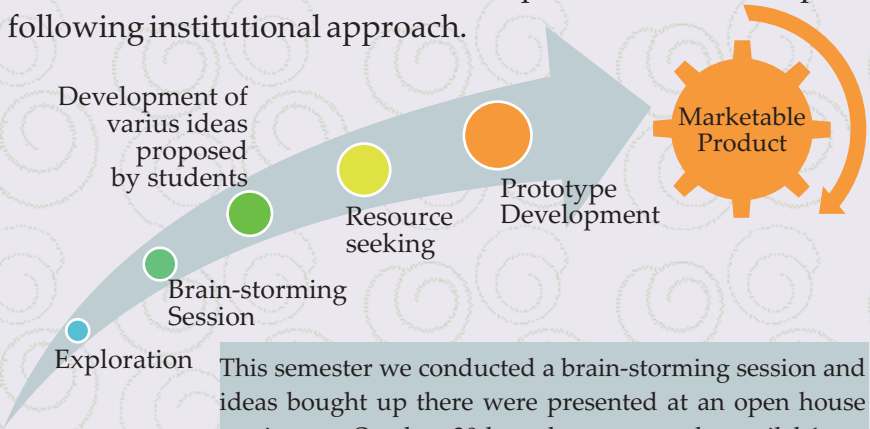 following institutional approach.
Development of
varius ideas
proposed
by students
Marketable
Product
Prototype
Development
Resource
seeking
Brain-storming
Session
Exploration
This semester we conducted a brain-storming session and
ideas bought up there were presented at an open house